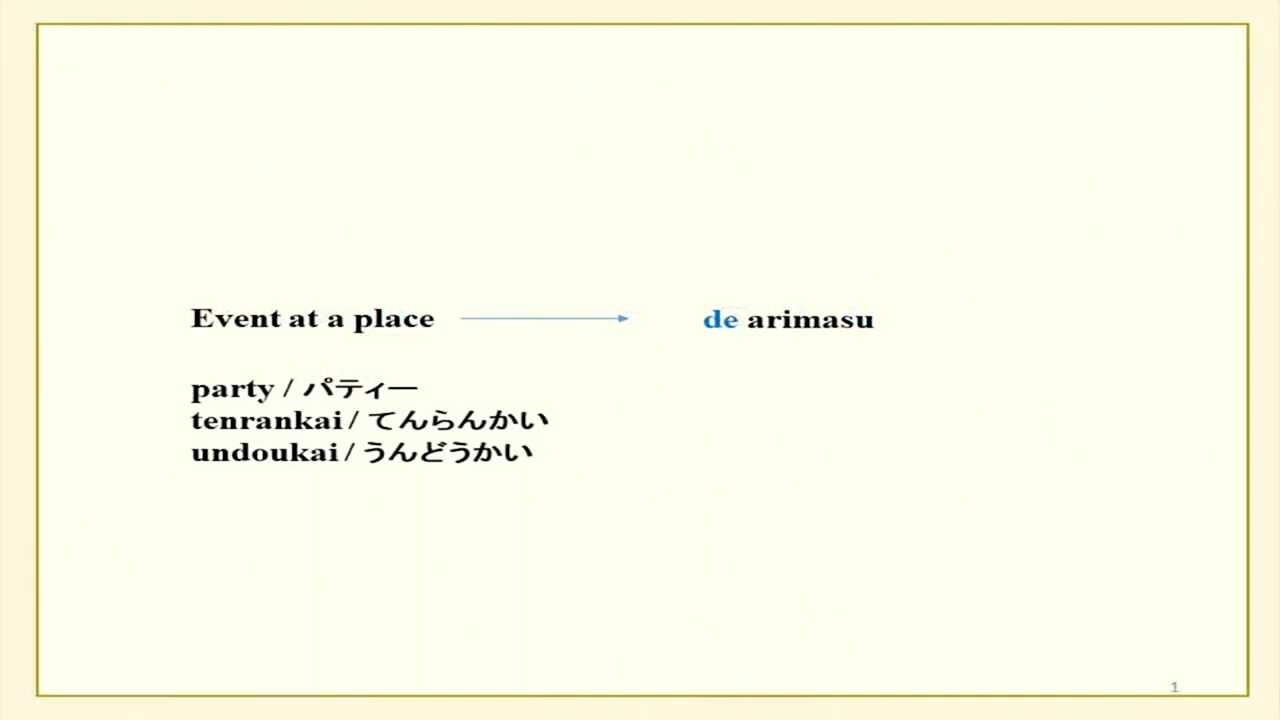 Event at a place → de arimasu
party / パティー
tenrankai / てんらんかい
undoukai / うんどうかい
1